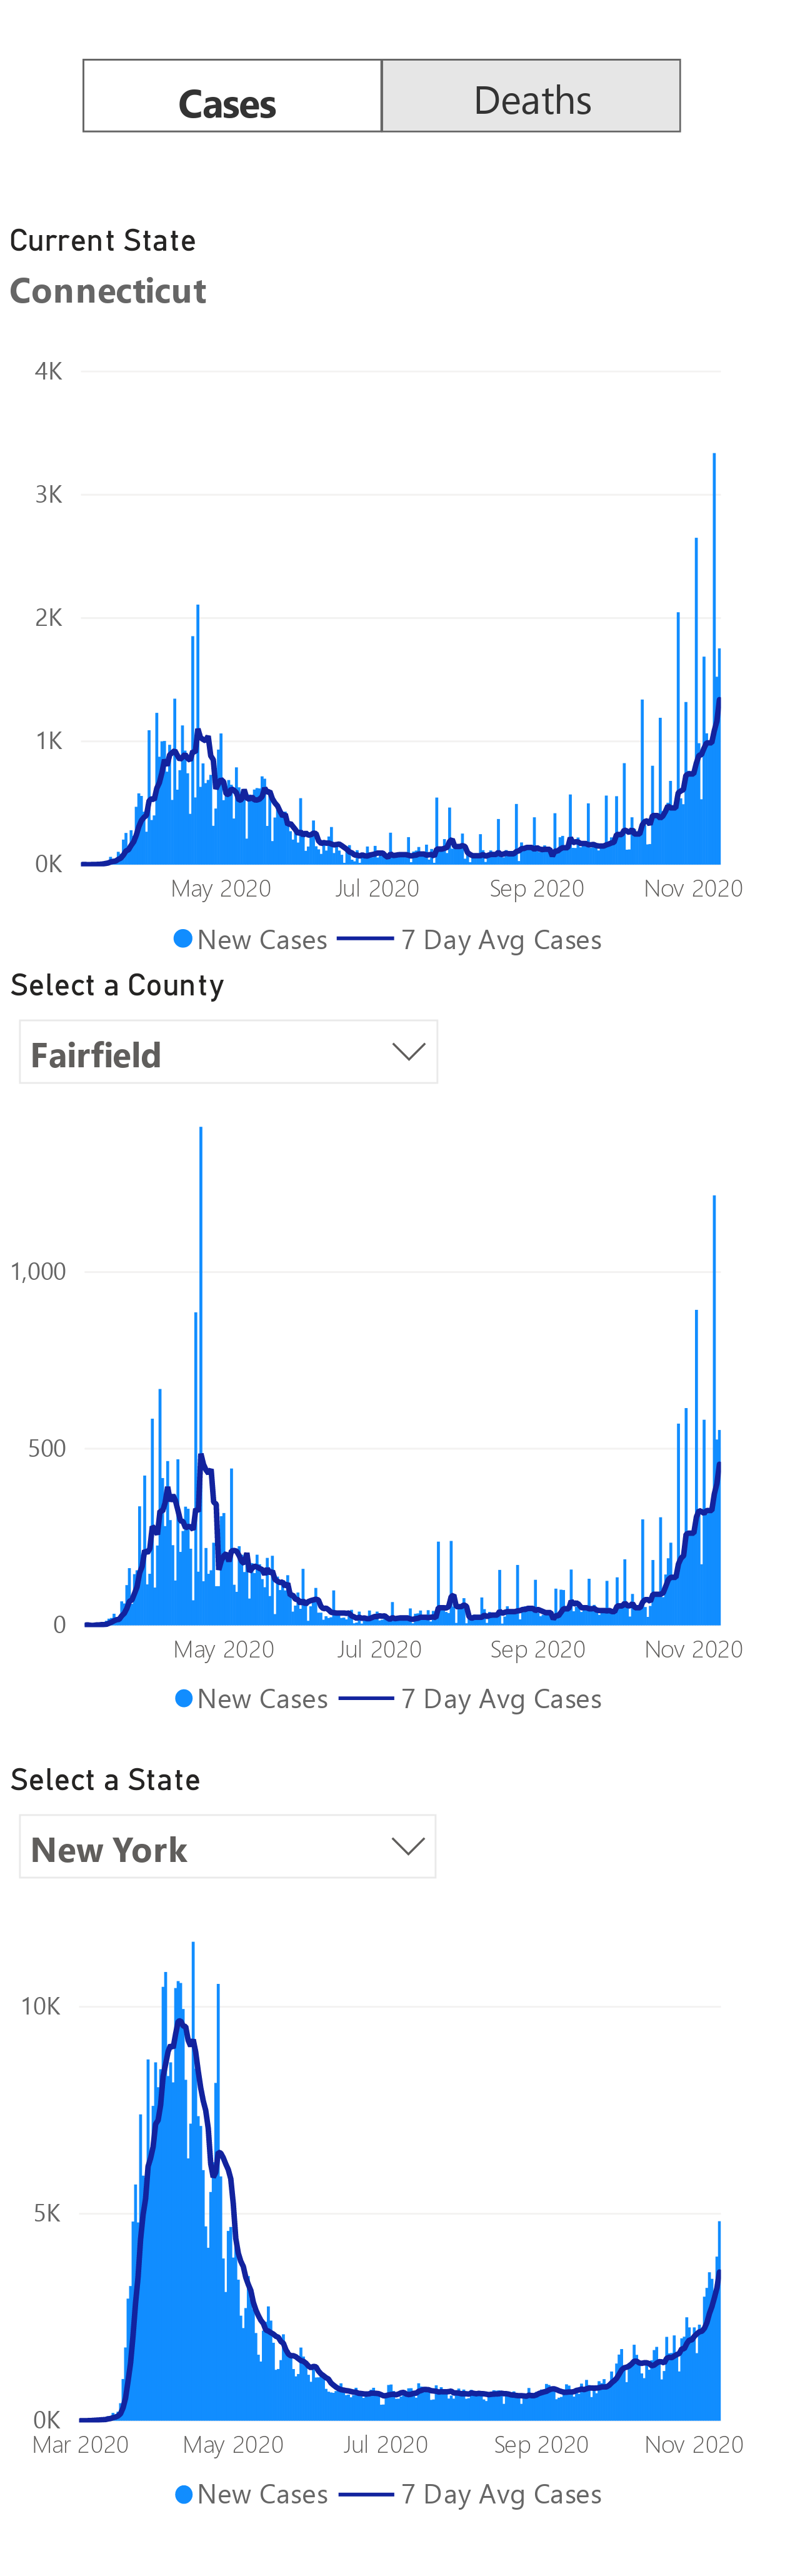 Cases Deaths
Current State
Connecticut
4K
3K
2K
1K
0K
May 2020 Jul 2020 Sep 2020 Nov 2020
New Cases 7 Day Avg Cases
Select a County
Fairfield
1,000
500
0
May 2020 Jul 2020 Sep 2020 Nov 2020
New Cases 7 Day Avg Cases
Select a State
New York
10K
5K
0K
Mar 2020 May 2020 Jul 2020 Sep 2020 Nov 2020
New Cases 7 Day Avg Cases